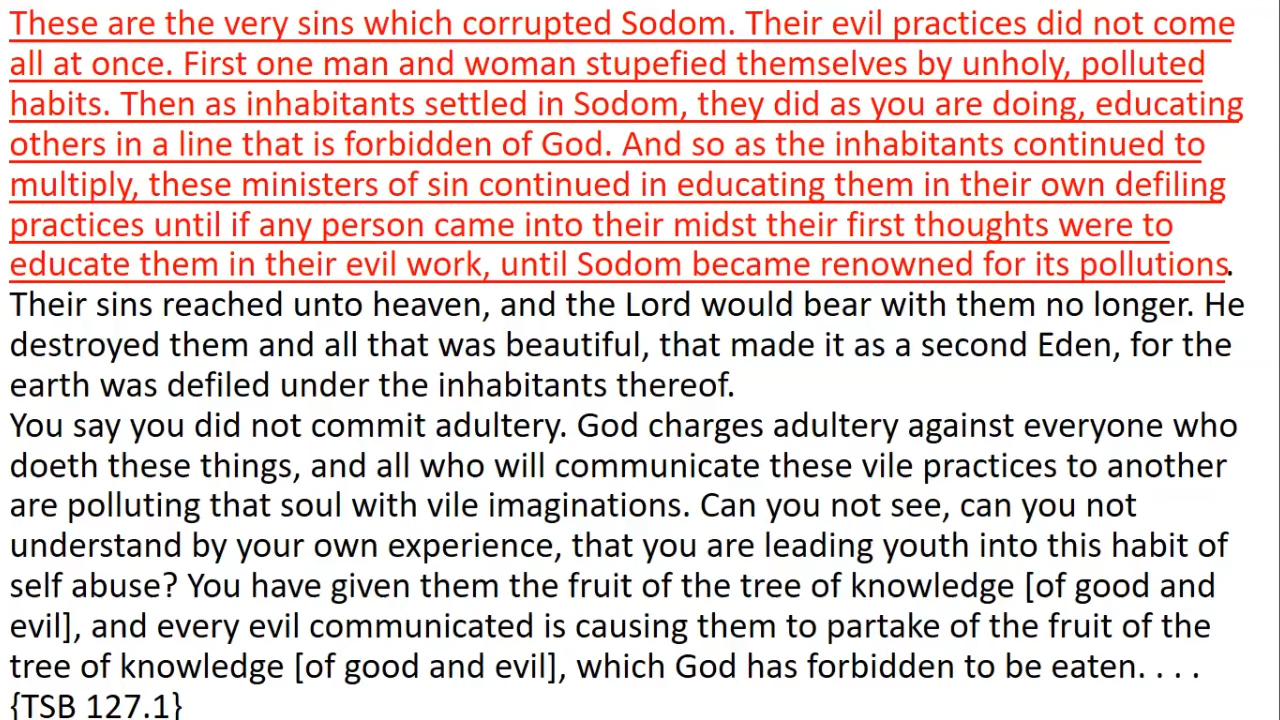 These are the very sins which corrupted Sodom. Their evil practices did not come
all at once. First one man and woman stupefied themselves by unholy, polluted
habits. Then as inhabitants settled in Sodom, they did as you are doing, educating
others in a line that is forbidden of God. And so as the inhabitants continued to
multiply, these ministers of sin continued in educating them in their own defiling
practices until if any person came into their midst their first thoughts were to
educate them in their evil work, until Sodom became renowned for its pollutions.
Their sins reached unto heaven, and the Lord would bear with them no longer. He
destroyed them and all that was beautiful, that made it as a second Eden, for the
earth was defiled under the inhabitants thereof.
You say you did not commit adultery. God charges adultery against everyone who
doeth these things, and all who will communicate these vile practices to another
are polluting that soul with vile imaginations. Can you not see, can you not
understand by your own experience, that you are leading youth into this habit of
self abuse? You have given them the fruit of the tree of knowledge [of good and
evil], and every evil communicated is causing them to partake of the fruit of the
tree of knowledge [of good and evil], which God has forbidden to be eaten. . . .
{TSB 127.1}